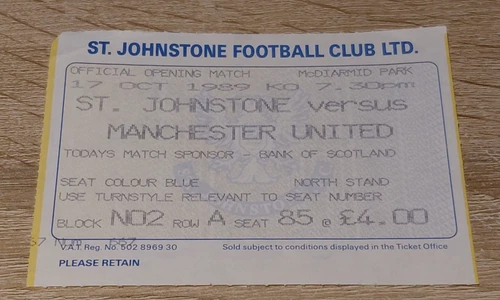 ST. JOHNSTONE FOOTBALL CLUB LTD.
OFFICIAL OPENING MATCH McDIARMID PARK
17 OCT 1989 KO 7.30pm
ST. JOHNSTONE versus
MANCHESTER UNITED
TODAYS MATCH SPONSOR BANK OF SCOTLAND
SEAT COLOUR BLUE NORTH STAND
USE TURNSTYLE RELEVANT TO SEAT NUMBER
BLOCK NO2 ROW A SEAT 85 @ £4.00
V.A.T. Reg. No. 502 8969 30 Sold subject to conditions displayed in the Ticket Office
PLEASE RETAIN